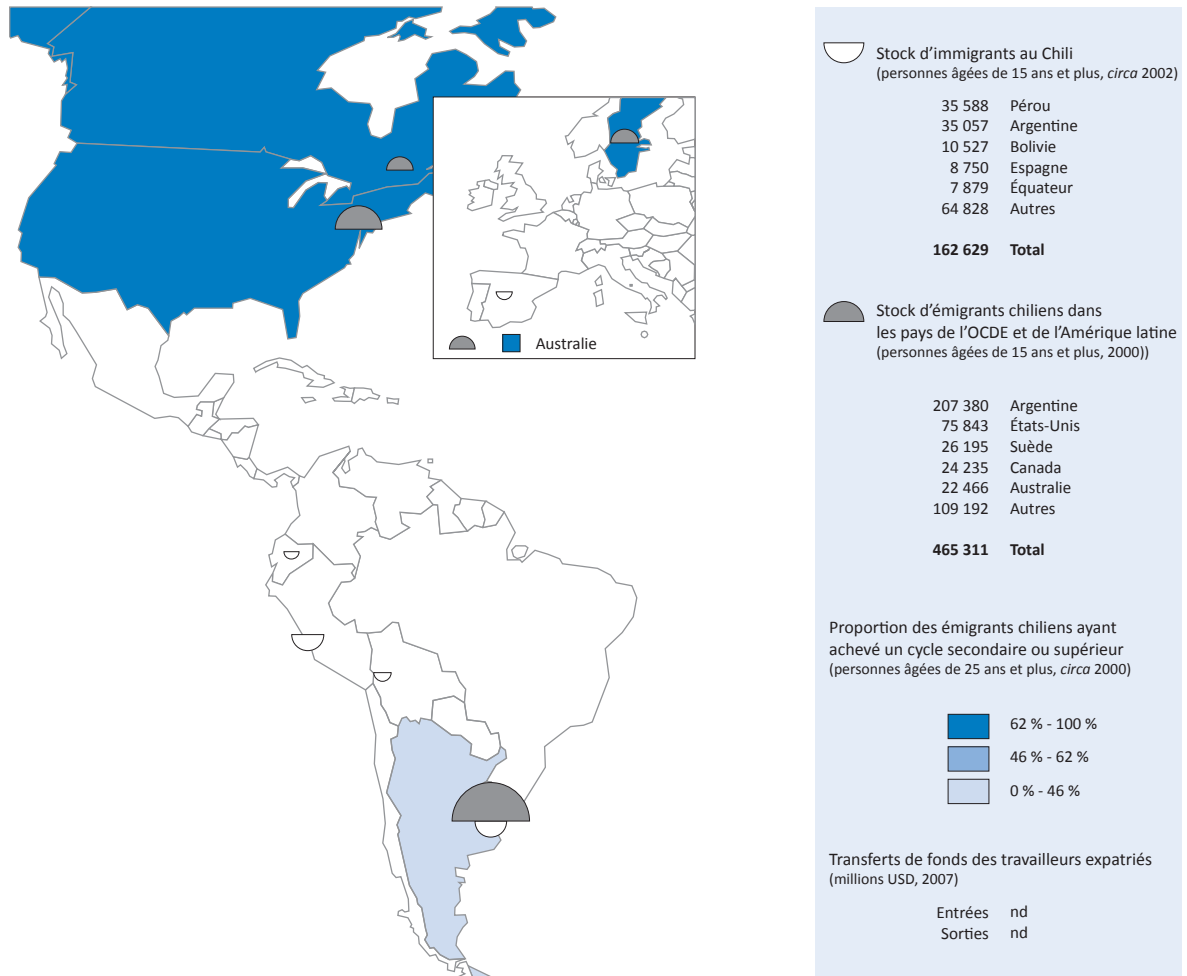 Australie
Stock d'immigrants au Chili
(personnes âgées de 15 ans et plus, circa 2002)
35 588 Pérou
35 057 Argentine
10 527 Bolivie
8 750 Espagne
7 879 Équateur
64 828 Autres
162 629 Total
Stock d'émigrants chiliens dans
les pays de l'OCDE et de l'Amérique latine
(personnes âgées de 15 ans et plus, 2000))
207 380 Argentine
75 843 États-Unis
26 195 Suède
24 235 Canada
22 466 Australie
109 192 Autres
465 311 Total
Proportion des émigrants chiliens ayant
achevé un cycle secondaire ou supérieur
(personnes âgées de 25 ans et plus, circa 2000)
62 % - 100 %
46 % - 62 %
0 % - 46 %
Transferts de fonds des travailleurs expatriés
(millions USD, 2007)
Entrées nd
Sorties nd